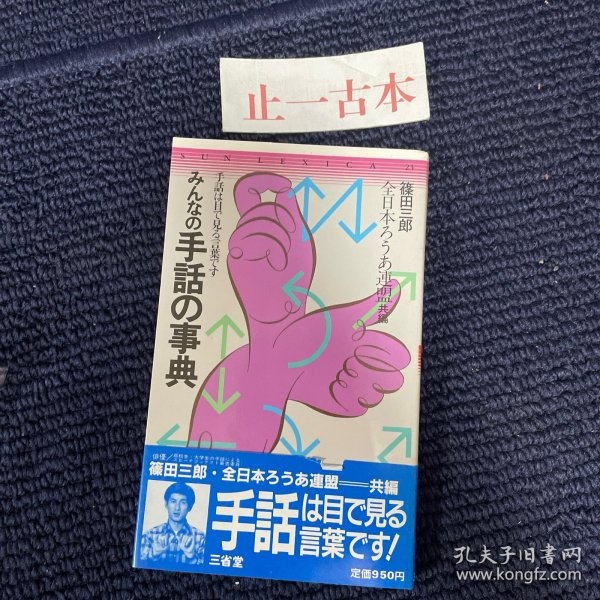 止一古本
SUN LEXICA 23
篠田三郎
全日本ろうあ連盟 共編
手話は目で見る言葉です
みんなの手話の事典
俳優
篠田三郎・全日本ろうあ連盟——共編
手話は目で見る
言葉です!
三省堂
定価950円
孔夫子旧书网
www.kongfz.com